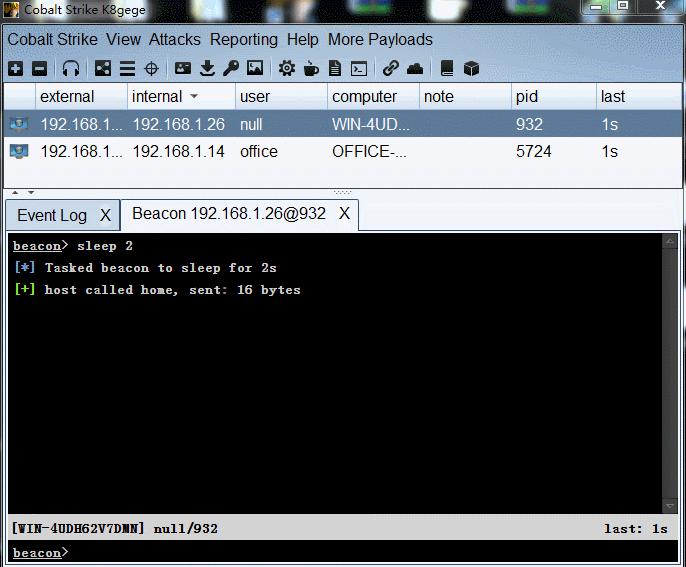 Cobalt Strike K8gege
Cobalt Strike View Attacks Reporting Help More Payloads
external internal user computer note pid last
192.168.1... 192.168.1.26 null WIN-4UD... 932 1s
192.168.1... 192.168.1.14 office OFFICE-... 5724 1s
Event Log X Beacon 192.168.1.26@932 X
beacon> sleep 2
[*] Tasked beacon to sleep for 2s
[+] host called home, sent: 16 bytes
[WIN-4UDH62V7DMN] null/932 last: 1s
beacon>